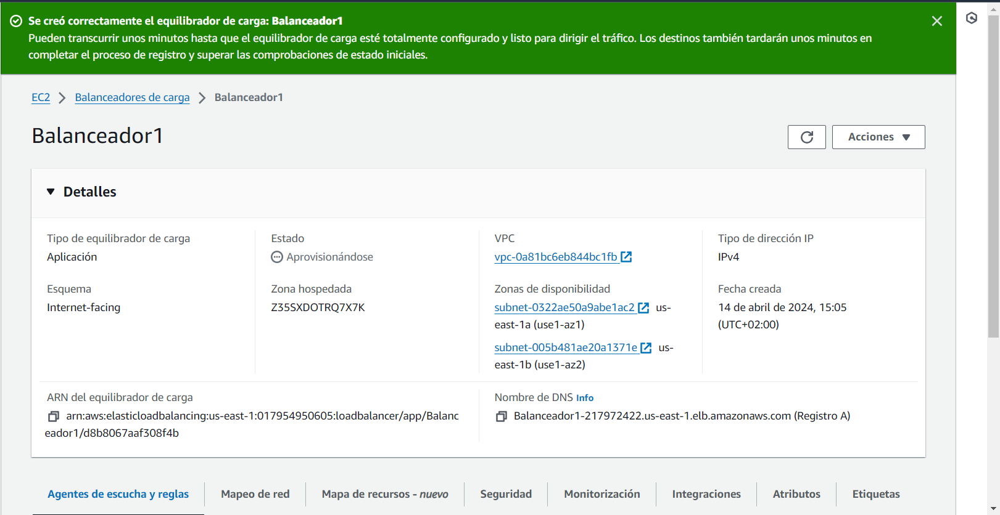 Se creó correctamente el equilibrador de carga: Balanceador1
Pueden transcurrir unos minutos hasta que el equilibrador de carga esté totalmente configurado y listo para dirigir el tráfico. Los destinos también tardarán unos minutos en
completar el proceso de registro y superar las comprobaciones de estado iniciales.
EC2 > Balanceadores de carga > Balanceador1
Balanceador1
Acciones
Detalles
Tipo de equilibrador de carga
Aplicación
Estado
Aprovisionándose
VPC
vpc-0a81bc6eb844bc1fb
Tipo de dirección IP
IPv4
Esquema
Internet-facing
Zona hospedada
Z35SXDOTRQ7X7K
Zonas de disponibilidad
subnet-0322ae50a9abe1ac2 us-
east-1a (use1-az1)
subnet-005b481ae20a1371e us-
east-1b (use1-az2)
Fecha creada
14 de abril de 2024, 15:05
(UTC+02:00)
ARN del equilibrador de carga
arn:aws:elasticloadbalancing:us-east-1:017954950605:loadbalancer/app/Balanc
eador1/d8b8067aaf308f4b
Nombre de DNS Info
Balanceador1-217972422.us-east-1.elb.amazonaws.com (Registro A)
Agentes de escucha y reglas
Mapeo de red
Mapa de recursos - nuevo
Seguridad
Monitorización
Integraciones
Atributos
Etiquetas